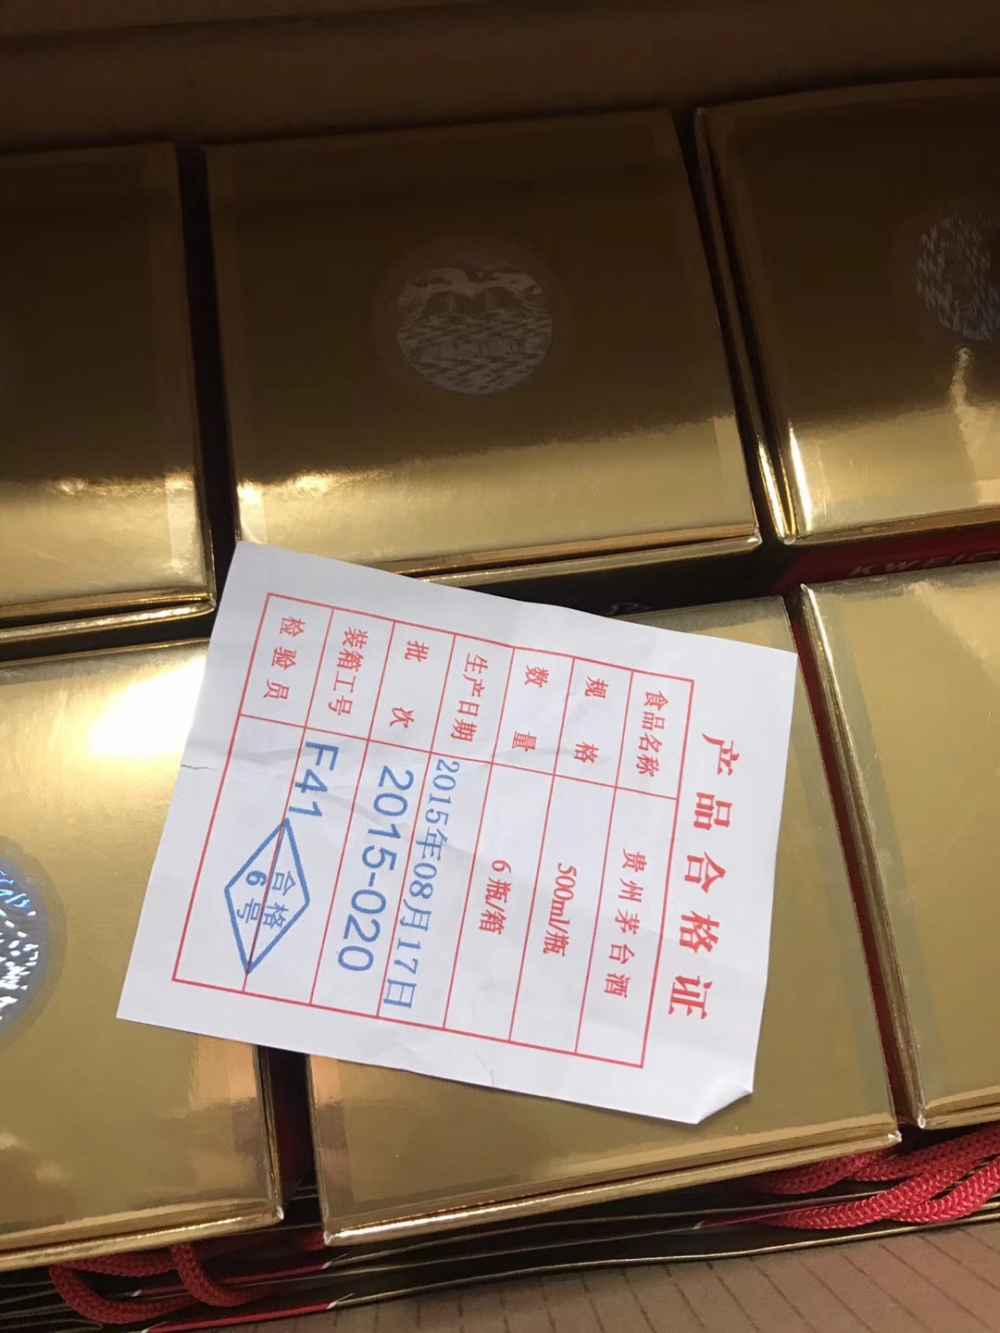 产品合格证
食品名称 贵州茅台酒
规格 500ml/瓶
数量 6瓶/箱
生产日期 2015年08月17日
批次 2015-020
装箱工号 F41
检验员 合格
6号